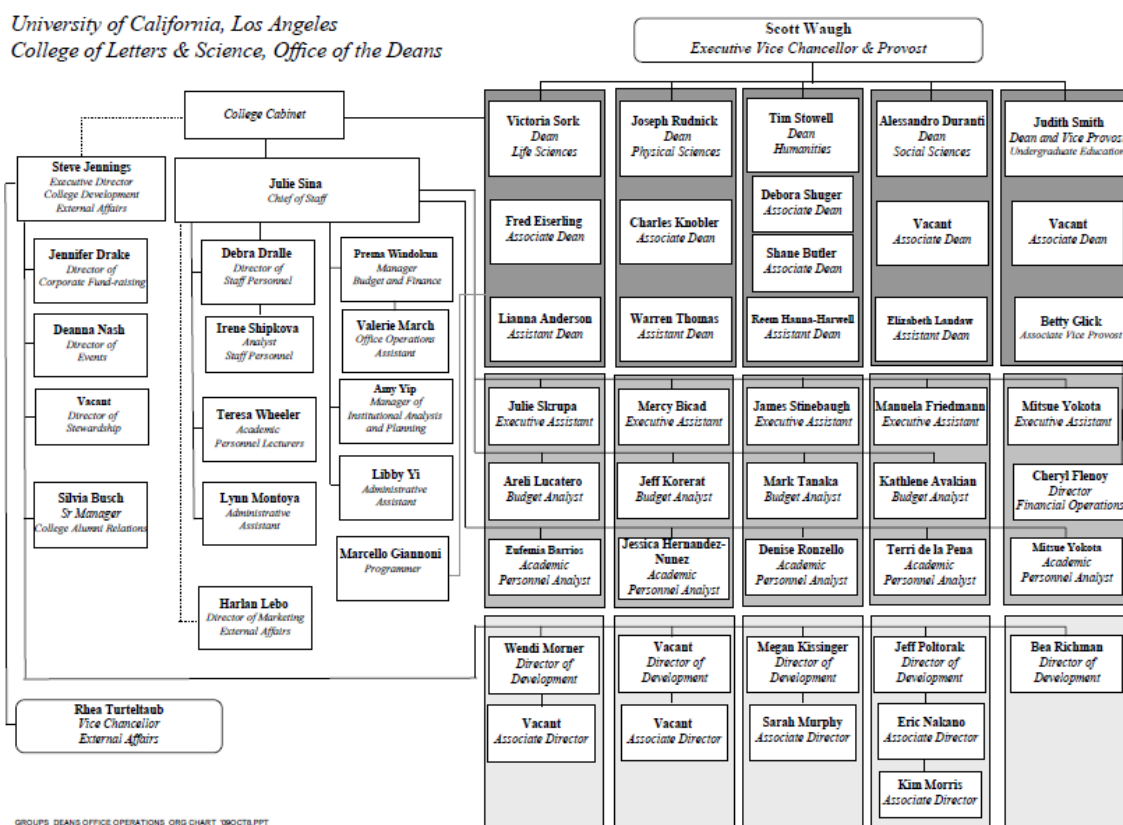 University of California, Los Angeles
College of Letters & Science, Office of the Deans
Scott Waugh
Executive Vice Chancellor & Provost
College Cabinet
Steve Jennings
Executive Director
College Development
External Affairs
Julie Sina
Chief of Staff
Jennifer Drake
Director of
Corporate Fund-raising
Deanna Nash
Director of
Events
Vacant
Director of
Stewardship
Silvia Busch
Sr Manager
College Alumni Relations
Rhea Turteltaub
Vice Chancellor
External Affairs
Debra Dralle
Director of
Staff Personnel
Irene Shipkova
Analyst
Staff Personnel
Teresa Wheeler
Academic
Personnel Lecturers
Lynn Montoya
Administrative
Assistant
Harlan Lebo
Director of Marketing
External Affairs
Prema Windokun
Manager
Budget and Finance
Valerie March
Office Operations
Assistant
Amy Yip
Manager of
Institutional Analysis
and Planning
Libby Yi
Administrative
Assistant
Marcello Giannoni
Programmer
Victoria Sork
Dean
Life Sciences
Fred Eiserling
Associate Dean
Lianna Anderson
Assistant Dean
Julie Skrupa
Executive Assistant
Areli Lucatero
Budget Analyst
Eufemia Barrios
Academic
Personnel Analyst
Wendi Morner
Director of
Development
Vacant
Associate Director
Joseph Rudnick
Dean
Physical Sciences
Charles Knobler
Associate Dean
Warren Thomas
Assistant Dean
Mercy Bicad
Executive Assistant
Jeff Korerat
Budget Analyst
Jessica Hernandez-
Nunez
Academic
Personnel Analyst
Vacant
Director of
Development
Vacant
Associate Director
Tim Stowell
Dean
Humanities
Debora Shuger
Associate Dean
Shane Butler
Associate Dean
Reem Hanna-Harwell
Assistant Dean
James Stinebaugh
Executive Assistant
Mark Tanaka
Budget Analyst
Denise Ronzello
Academic
Personnel Analyst
Megan Kissinger
Director of
Development
Sarah Murphy
Associate Director
Alessandro Duranti
Dean
Social Sciences
Vacant
Associate Dean
Elizabeth Landaw
Assistant Dean
Manuela Friedmann
Executive Assistant
Kathlene Avakian
Budget Analyst
Terri de la Pena
Academic
Personnel Analyst
Jeff Poltorak
Director of
Development
Eric Nakano
Associate Director
Kim Morris
Associate Director
Judith Smith
Dean and Vice Provost
Undergraduate Education
Vacant
Associate Dean
Betty Glick
Associate Vice Provost
Mitsue Yokota
Executive Assistant
Cheryl Flenoy
Director
Financial Operations
Mitsue Yokota
Academic
Personnel Analyst
Bea Richman
Director of
Development
GROUPS DEANS OFFICE OPERATIONS ORG CHART '09OCT8.PPT